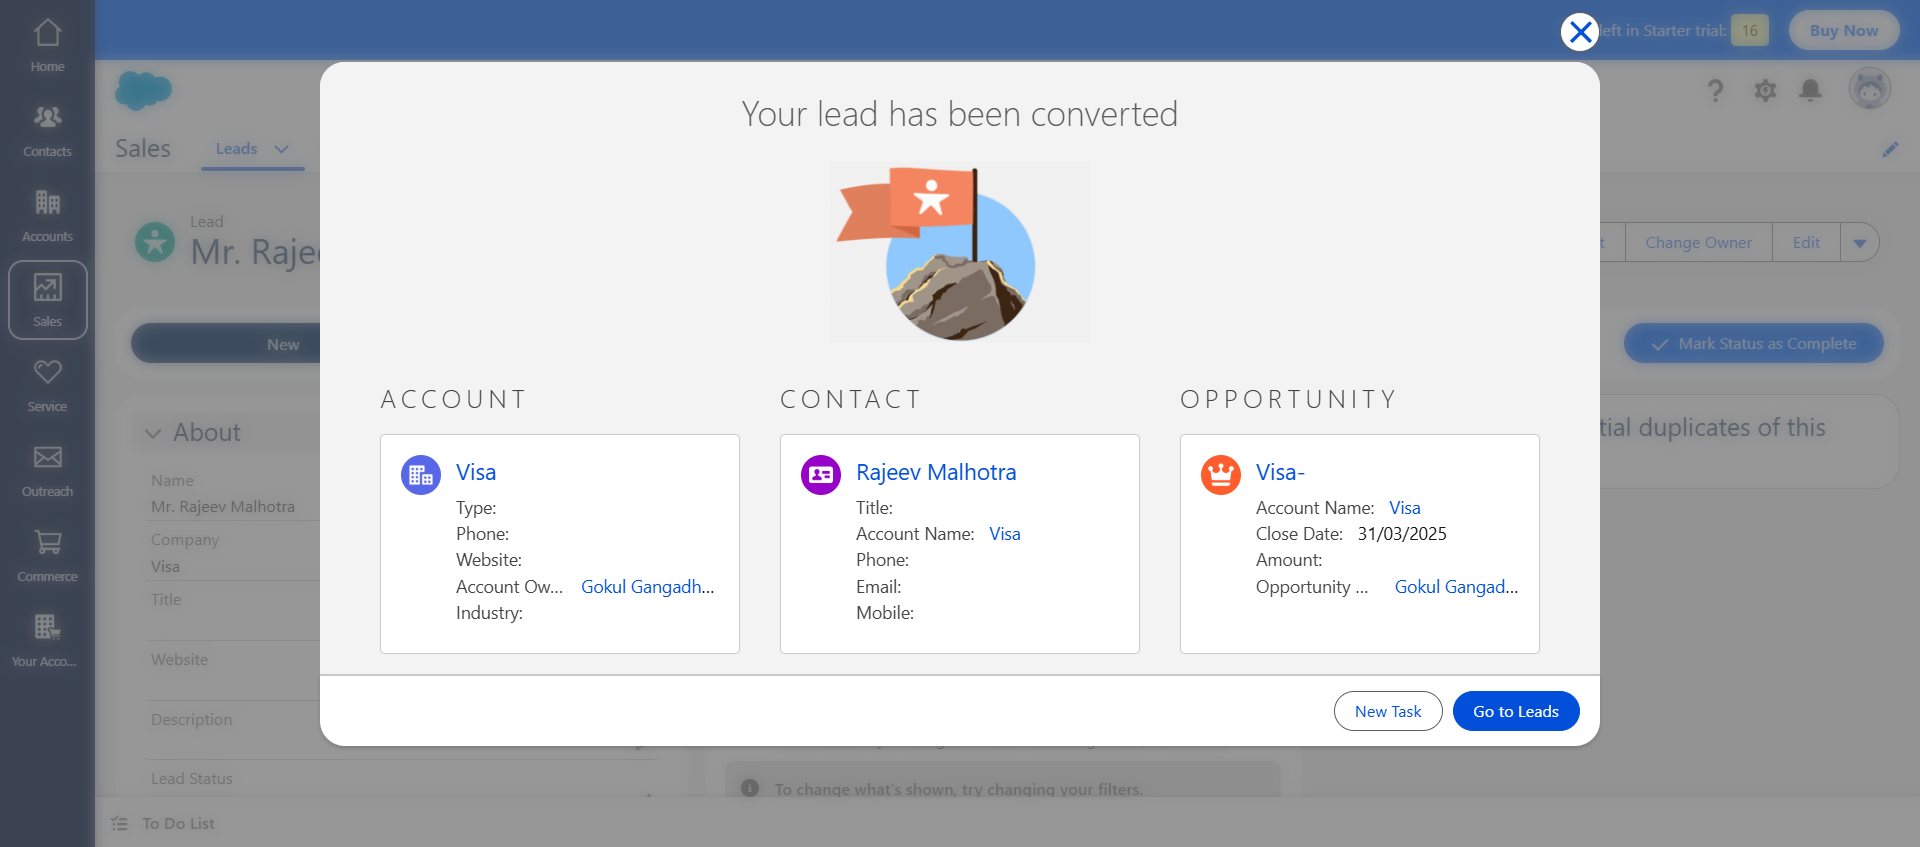 Home
Contacts
Accounts
Sales
Service
Outreach
Commerce
Your Acco...
left in Starter trial: 16
Buy Now
Sales
Leads
Lead
Mr. Raje
Change Owner
Edit
New
Mark Status as Complete
About
Name
Mr. Rajeev Malhotra
Company
Visa
Title
Website
Description
Lead Status
tial duplicates of this
To change what's shown, try changing your filters.
To Do List
Your lead has been converted
ACCOUNT
Visa
Type:
Phone:
Website:
Account Ow... Gokul Gangadh...
Industry:
CONTACT
Rajeev Malhotra
Title:
Account Name: Visa
Phone:
Email:
Mobile:
OPPORTUNITY
Visa-
Account Name: Visa
Close Date: 31/03/2025
Amount:
Opportunity ... Gokul Gangad...
New Task
Go to Leads